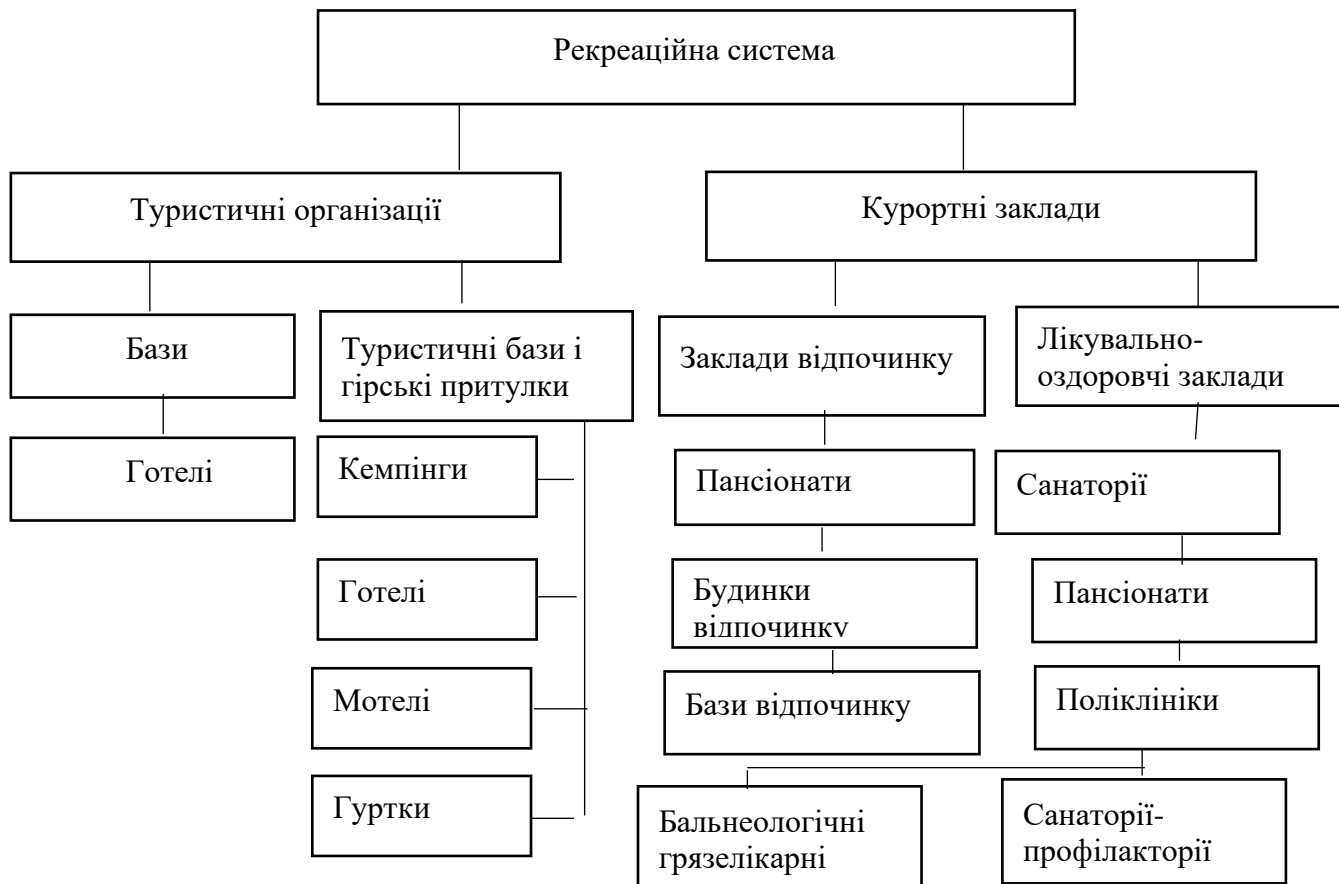 Рекреаційна система
Туристичні організації
Курортні заклади
Бази
Туристичні бази і
гірські притулки
Заклади відпочинку
Лікувально-
оздоровчі заклади
Готелі
Кемпінги
Пансіонати
Санаторії
Готелі
Будинки
відпочинку
Пансіонати
Мотелі
Бази відпочинку
Поліклініки
Гуртки
Бальнеологічні
грязелікарні
Санаторії-
профілакторії